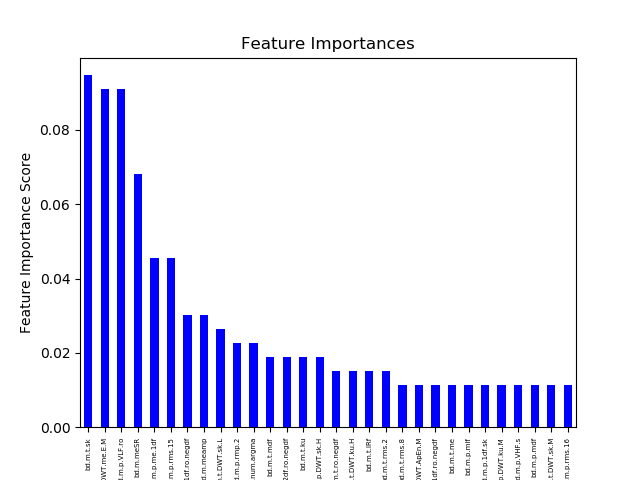 Feature Importances
Feature Importance Score
0.08
0.06
0.04
0.02
0.00
bd.m.t.sk
DWT.me.E.M
d.m.p.VLF.ro
bd.m.meSR
m.p.me.1df
m.p.rms.15
1df.ro.negdf
d.m.meamp
s.t.DWT.sk.L
d.m.p.rmp.2
num.argma
bd.m.t.mdf
2df.ro.negdf
bd.m.t.ku
p.DWT.sk.H
m.t.ro.negdf
.t.DWT.ku.H
bd.m.t.IRf
d.m.t.rms.2
d.m.t.rms.8
DWT.ApEn.M
1df.ro.negdf
bd.m.t.me
bd.m.p.mif
d.m.p.1df.sk
p.DWT.ku.M
d.m.p.VHF.s
bd.m.p.mdf
.t.DWT.sk.M
m.p.rms.16